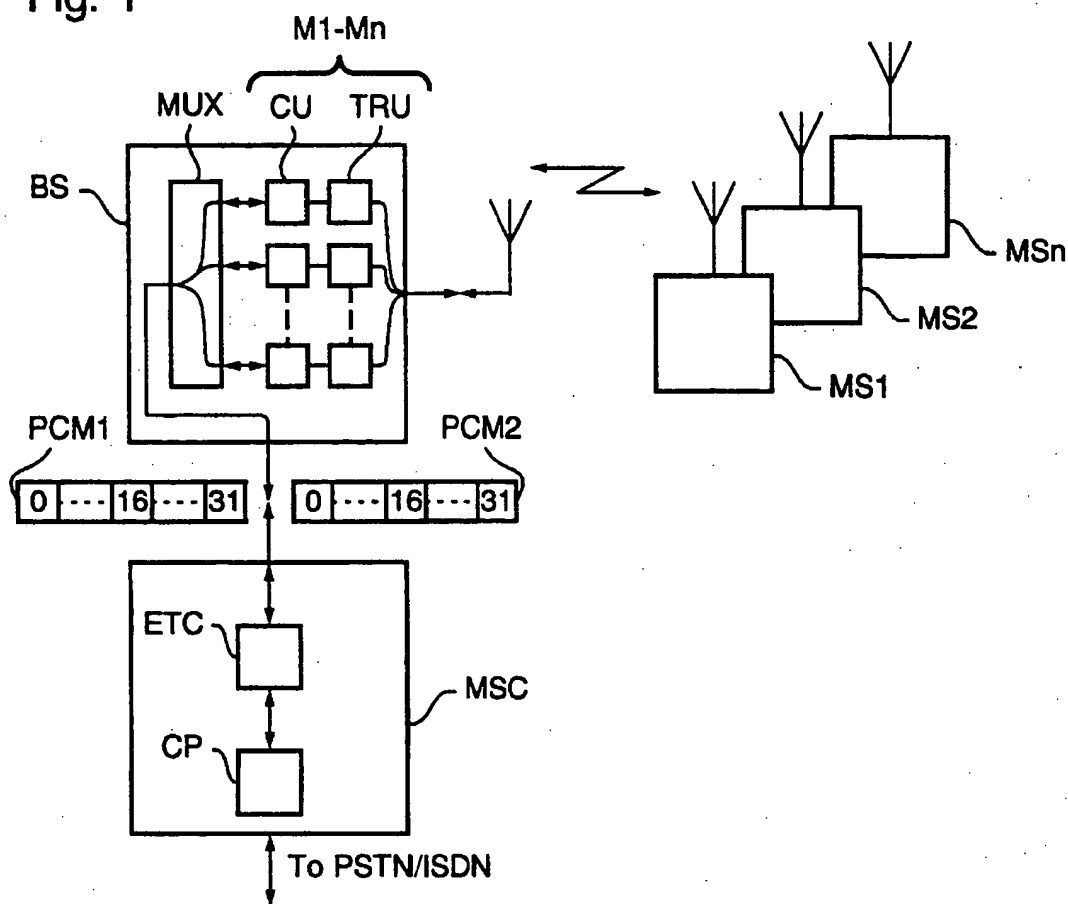 Fig. 1
M1-Mn
MUX CU TRU
BS
MSn
MS2
MS1
PCM1 PCM2
0 ---- 16 ---- 31 0 ---- 16 ---- 31
ETC
MSC
CP
To PSTN/ISDN